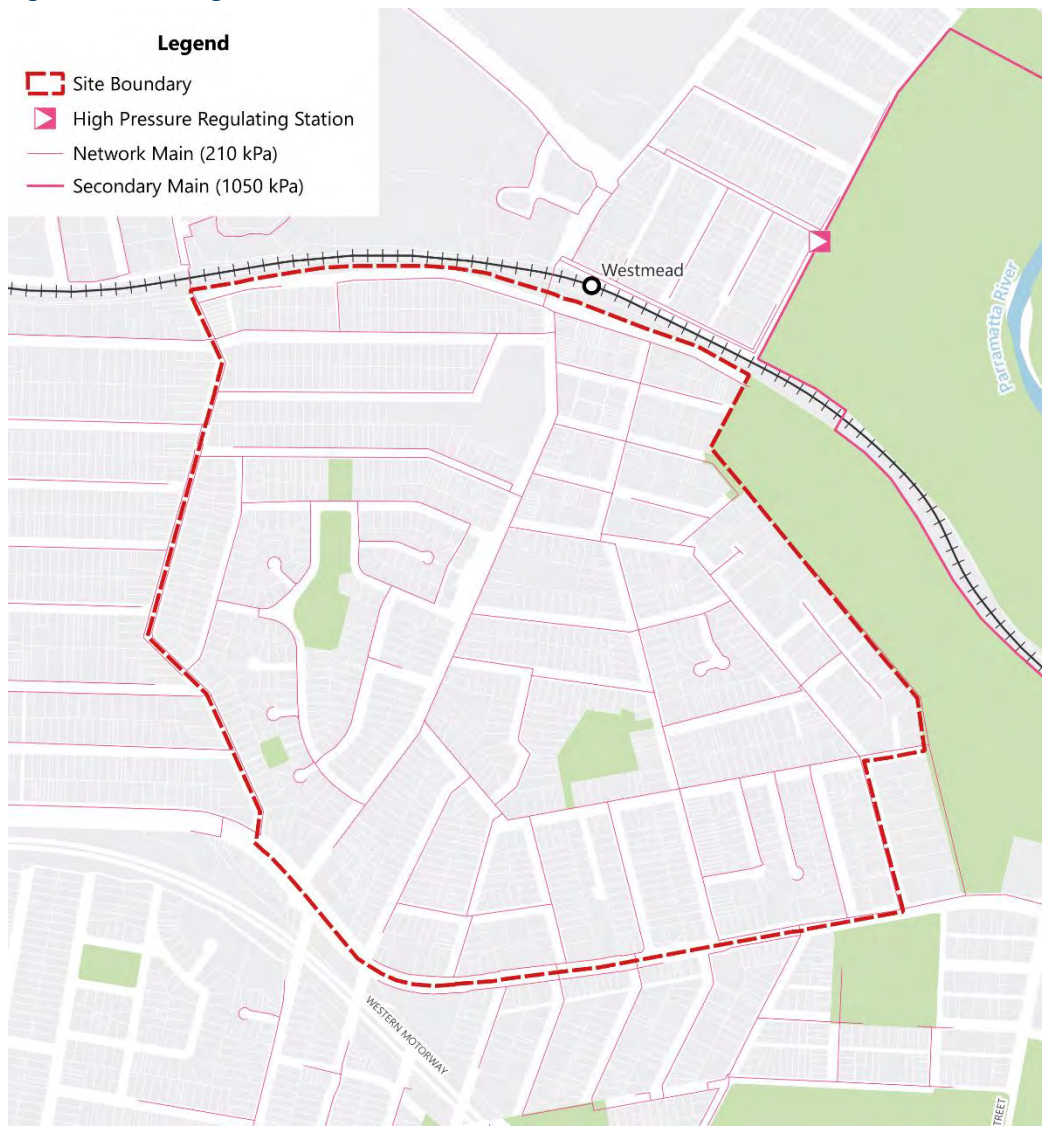 Legend
Site Boundary
High Pressure Regulating Station
Network Main (210 kPa)
Secondary Main (1050 kPa)
Westmead
Parramatta River
WESTERN MOTORWAY
STREET